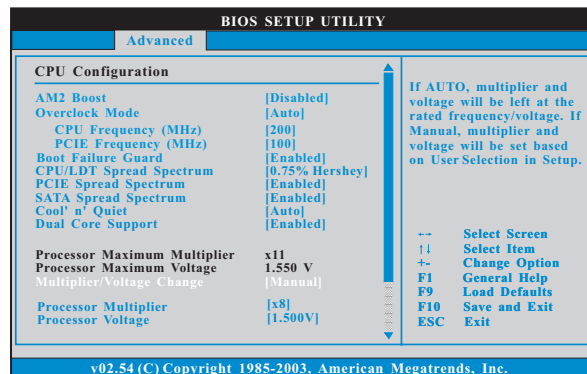 BIOS SETUP UTILITY
Advanced
CPU Configuration
AM2 Boost [Disabled]
Overclock Mode [Auto]
CPU Frequency (MHz) [200]
PCIE Frequency (MHz) [100]
Boot Failure Guard [Enabled]
CPU/LDT Spread Spectrum [0.75% Hershey]
PCIE Spread Spectrum [Enabled]
SATA Spread Spectrum [Enabled]
Cool' n' Quiet [Auto]
Dual Core Support [Enabled]
Processor Maximum Multiplier x11
Processor Maximum Voltage 1.550 V
Multiplier/Voltage Change [Manual]
Processor Multiplier [x8]
Processor Voltage [1.500V]
If AUTO, multiplier and
voltage will be left at the
rated frequency/voltage. If
Manual, multiplier and
voltage will be set based
on User Selection in Setup.
←→ Select Screen
↑↓ Select Item
+- Change Option
F1 General Help
F9 Load Defaults
F10 Save and Exit
ESC Exit
v02.54 (C) Copyright 1985-2003, American Megatrends, Inc.